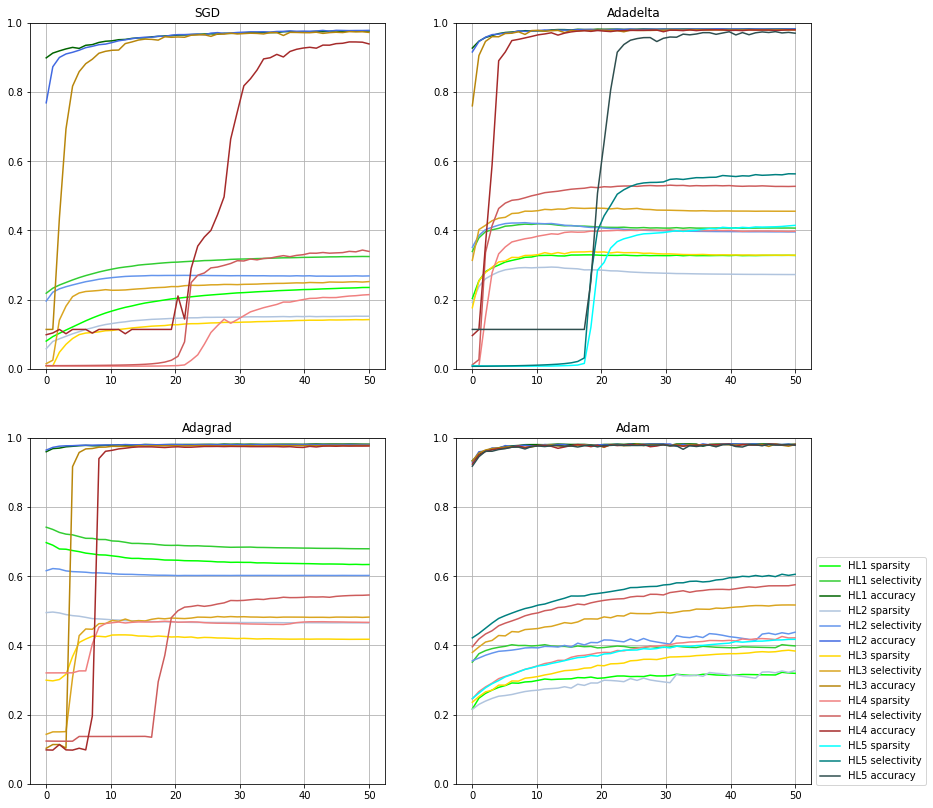 SGD
1.0
0.8
0.6
0.4
0.2
0.0
0 10 20 30 40 50
Adadelta
1.0
0.8
0.6
0.4
0.2
0.0
0 10 20 30 40 50
Adagrad
1.0
0.8
0.6
0.4
0.2
0.0
0 10 20 30 40 50
Adam
1.0
0.8
0.6
0.4
0.2
0.0
0 10 20 30 40 50
HL1 sparsity
HL1 selectivity
HL1 accuracy
HL2 sparsity
HL2 selectivity
HL2 accuracy
HL3 sparsity
HL3 selectivity
HL3 accuracy
HL4 sparsity
HL4 selectivity
HL4 accuracy
HL5 sparsity
HL5 selectivity
HL5 accuracy